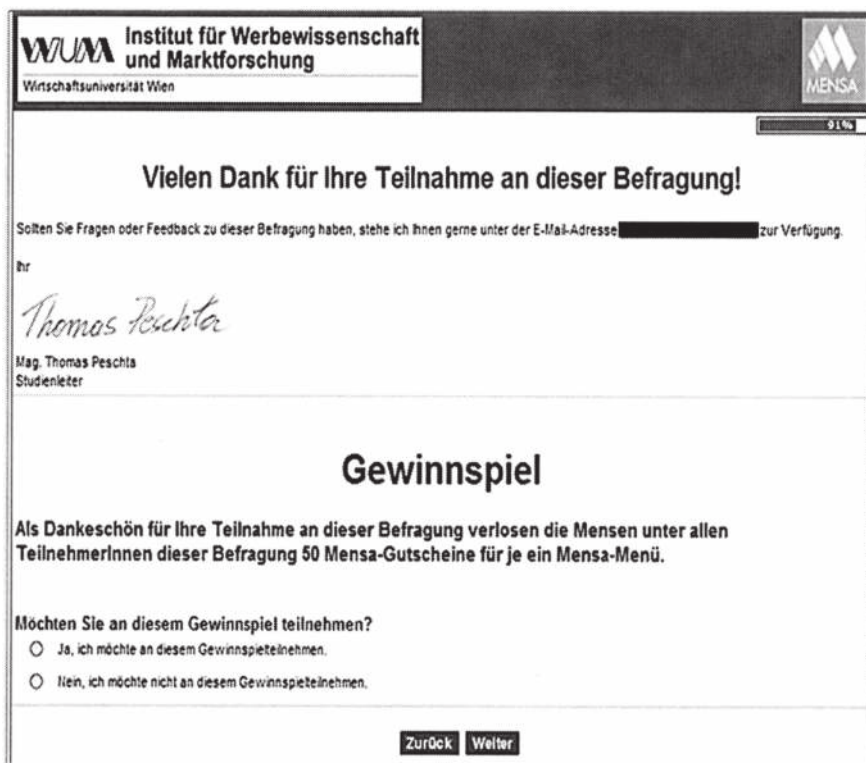 WUM Institut für Werbewissenschaft
und Marktforschung
Wirtschaftsuniversität Wien
MENSA
91%
Vielen Dank für Ihre Teilnahme an dieser Befragung!
Sollten Sie Fragen oder Feedback zu dieser Befragung haben, stehe ich Ihnen gerne unter der E-Mail-Adresse zur Verfügung.
Ihr
Thomas Peschta
Mag. Thomas Peschta
Studienleiter
Gewinnspiel
Als Dankeschön für Ihre Teilnahme an dieser Befragung verlosen die Mensen unter allen
TeilnehmerInnen dieser Befragung 50 Mensa-Gutscheine für je ein Mensa-Menü.
Möchten Sie an diesem Gewinnspiel teilnehmen?
Ja, ich möchte an diesem Gewinnspielteilnehmen.
Nein, ich möchte nicht an diesem Gewinnspielteilnehmen.
Zurück Weiter